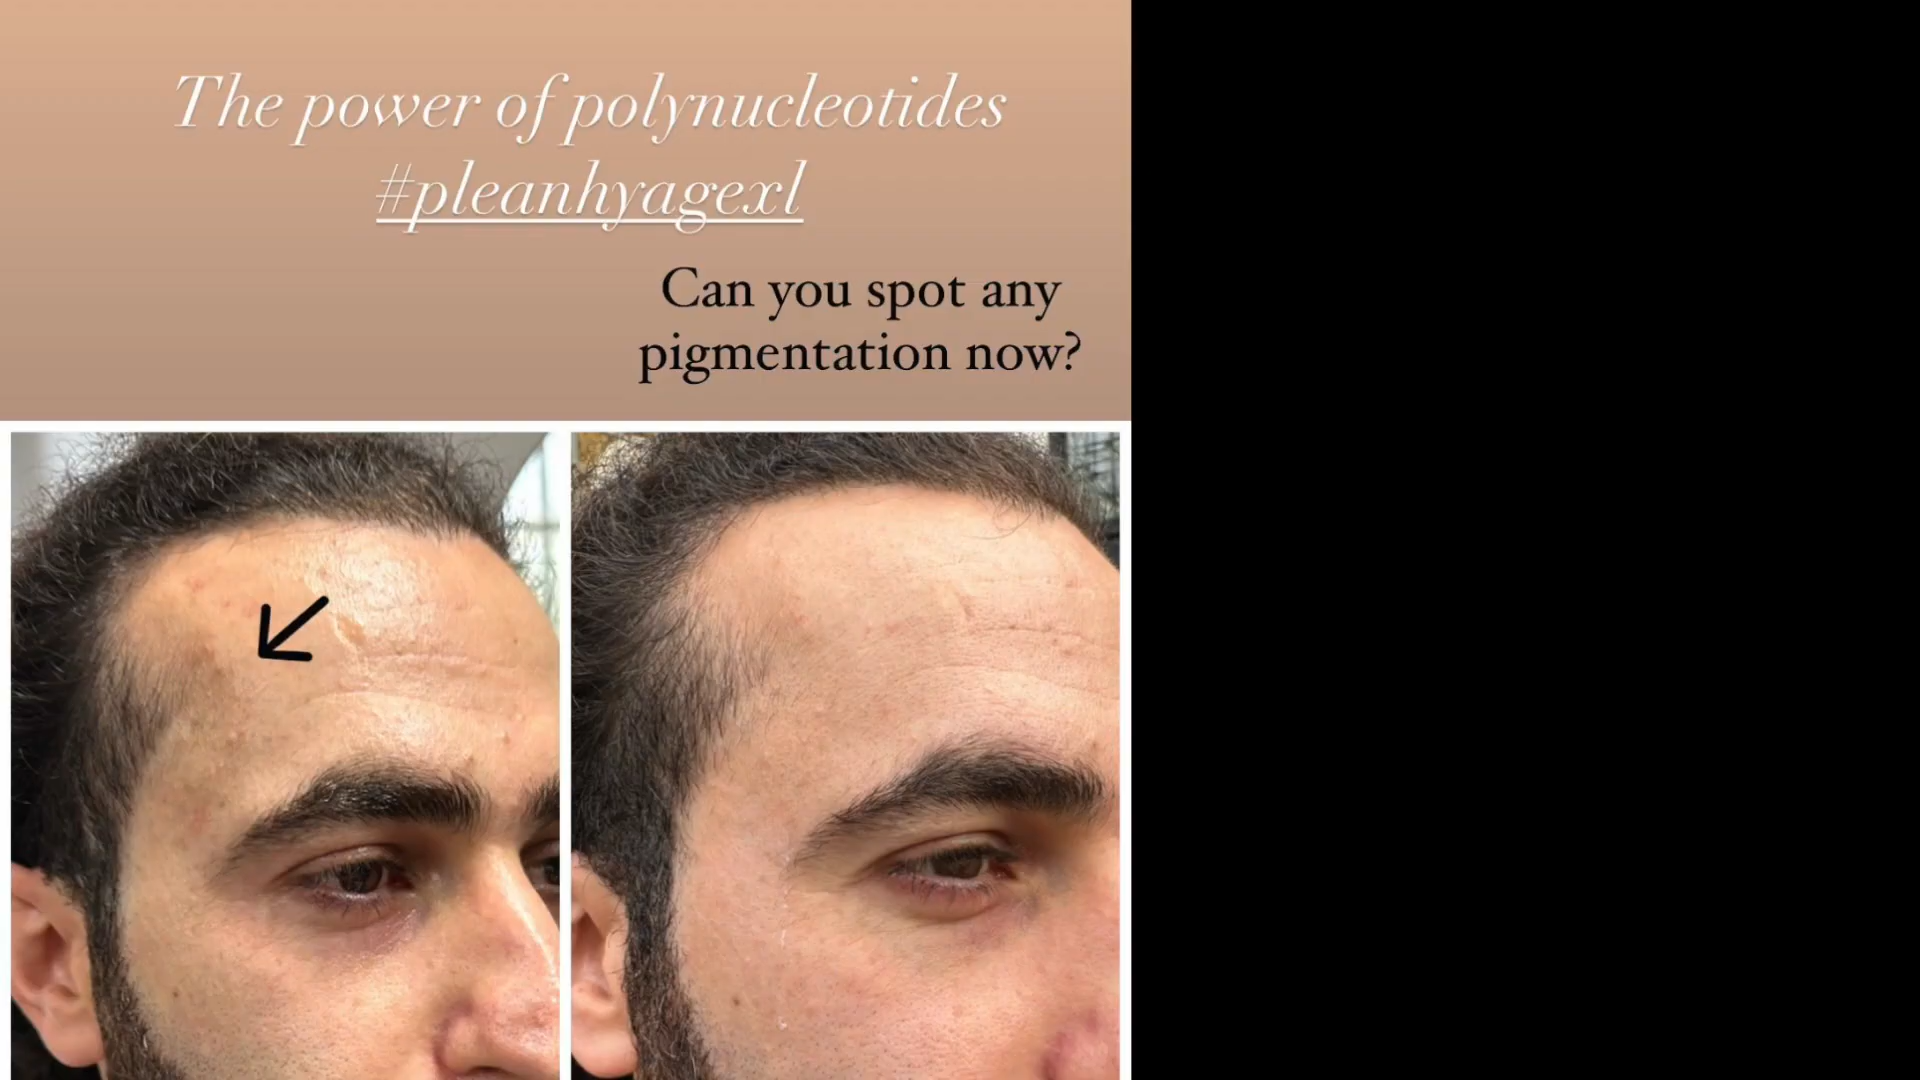 The power of polynucleotides
#pleanhyagexl
Can you spot any
pigmentation now?